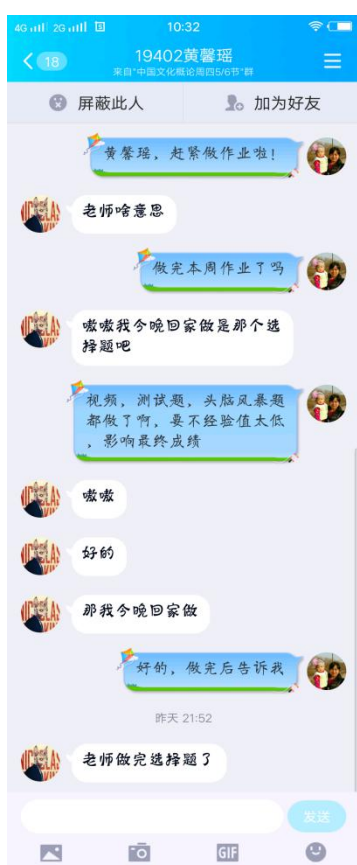 4G 2G 10:32
18 19402黄馨瑶
来自"中国文化概论周四5/6节"群
屏蔽此人 加为好友
黄馨瑶，赶紧做作业啦！
老师啥意思
做完本周作业了吗
嗷嗷我今晚回家做是那个选
择题吧
视频，测试题，头脑风暴题
都做了啊，要不经验值太低
，影响最终成绩
嗷嗷
好的
那我今晚回家做
好的，做完后告诉我
昨天 21:52
老师做完选择题了
发送
GIF